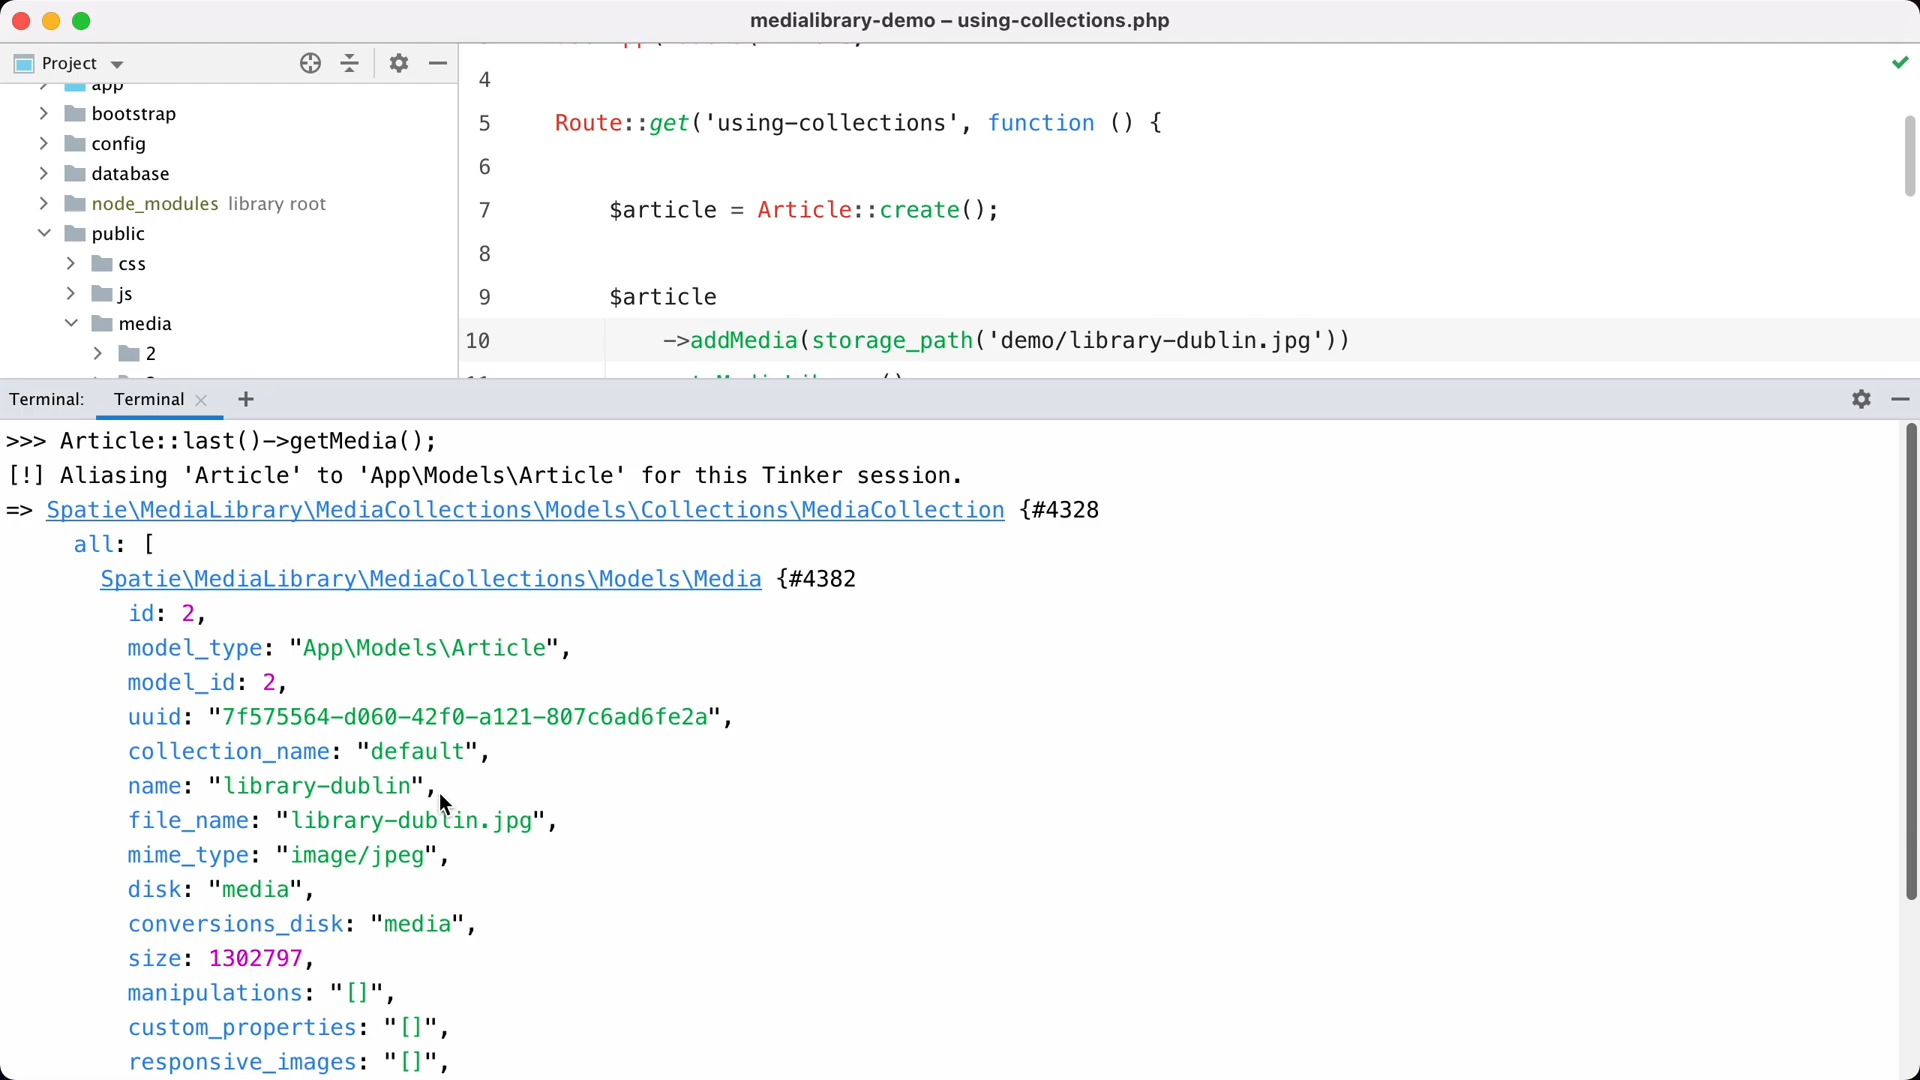 medialibrary-demo – using-collections.php
Project
app
bootstrap
config
database
node_modules library root
public
css
js
media
2
4
5 Route::get('using-collections', function () {
6
7 $article = Article::create();
8
9 $article
10 ->addMedia(storage_path('demo/library-dublin.jpg'))
Terminal: Terminal × +
>>> Article::last()->getMedia();
[!] Aliasing 'Article' to 'App\Models\Article' for this Tinker session.
=> Spatie\MediaLibrary\MediaCollections\Models\Collections\MediaCollection {#4328
all: [
Spatie\MediaLibrary\MediaCollections\Models\Media {#4382
id: 2,
model_type: "App\Models\Article",
model_id: 2,
uuid: "7f575564-d060-42f0-a121-807c6ad6fe2a",
collection_name: "default",
name: "library-dublin",
file_name: "library-dublin.jpg",
mime_type: "image/jpeg",
disk: "media",
conversions_disk: "media",
size: 1302797,
manipulations: "[]",
custom_properties: "[]",
responsive_images: "[]",